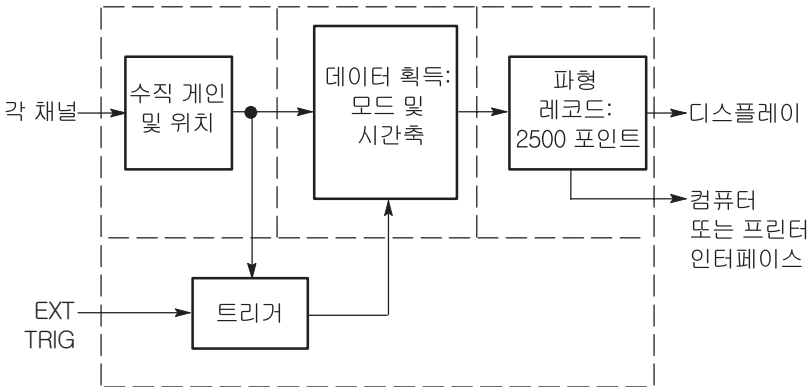 각 채널
수직 게인
및 위치
데이터 획득:
모드 및
시간축
파형
레코드:
2500 포인트
디스플레이
컴퓨터
또는 프린터
인터페이스
EXT
TRIG
트리거